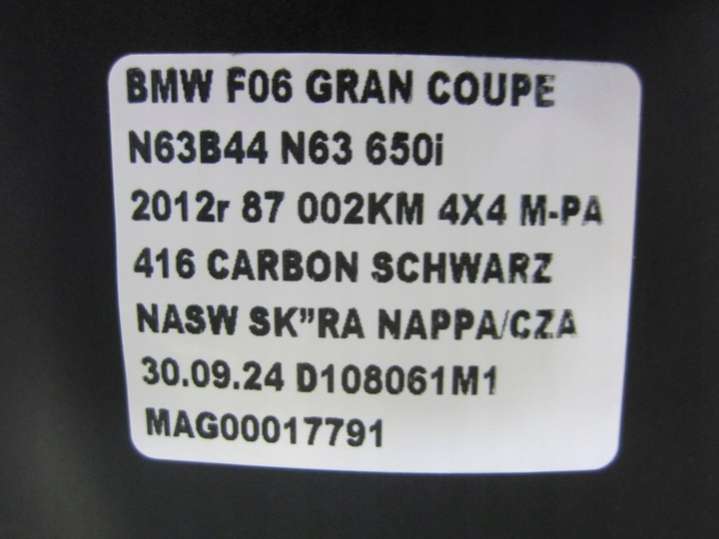 BMW F06 GRAN COUPE
N63B44 N63 650i
2012r 87 002KM 4X4 M-PA
416 CARBON SCHWARZ
NASW SK”RA NAPPA/CZA
30.09.24 D108061M1
MAG00017791